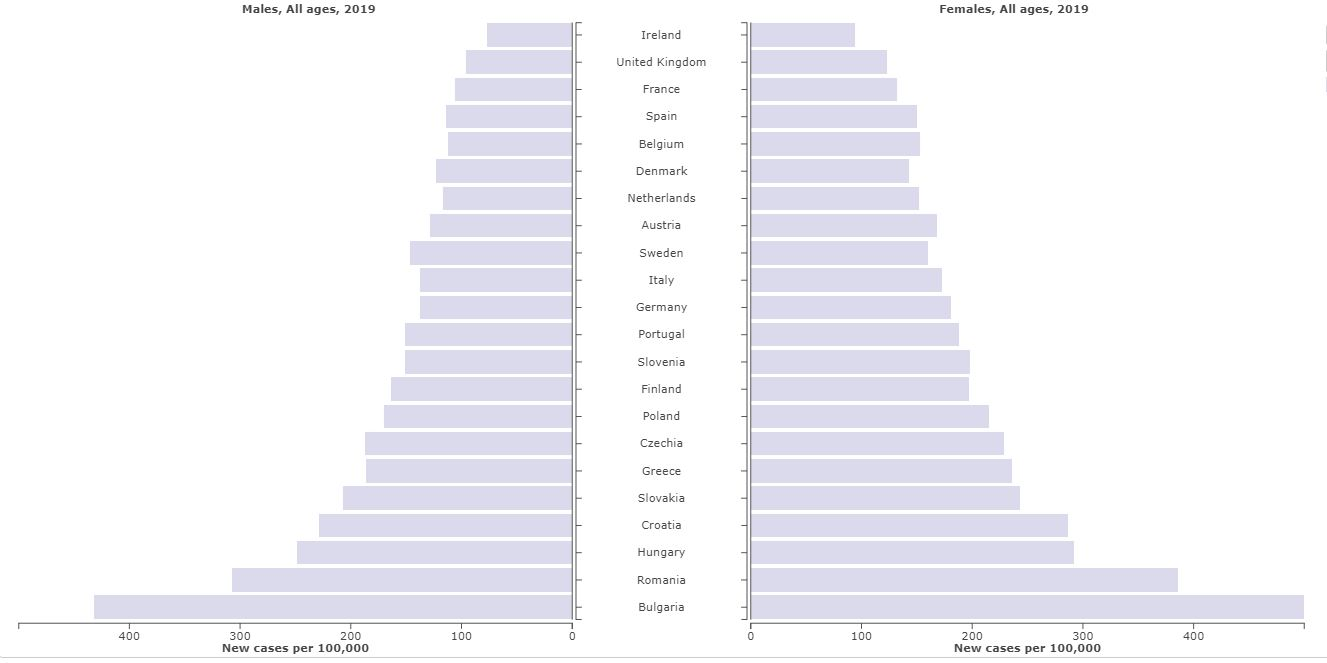 Males, All ages, 2019
Females, All ages, 2019
Ireland
United Kingdom
France
Spain
Belgium
Denmark
Netherlands
Austria
Sweden
Italy
Germany
Portugal
Slovenia
Finland
Poland
Czechia
Greece
Slovakia
Croatia
Hungary
Romania
Bulgaria
400 300 200 100 0
0 100 200 300 400
New cases per 100,000
New cases per 100,000